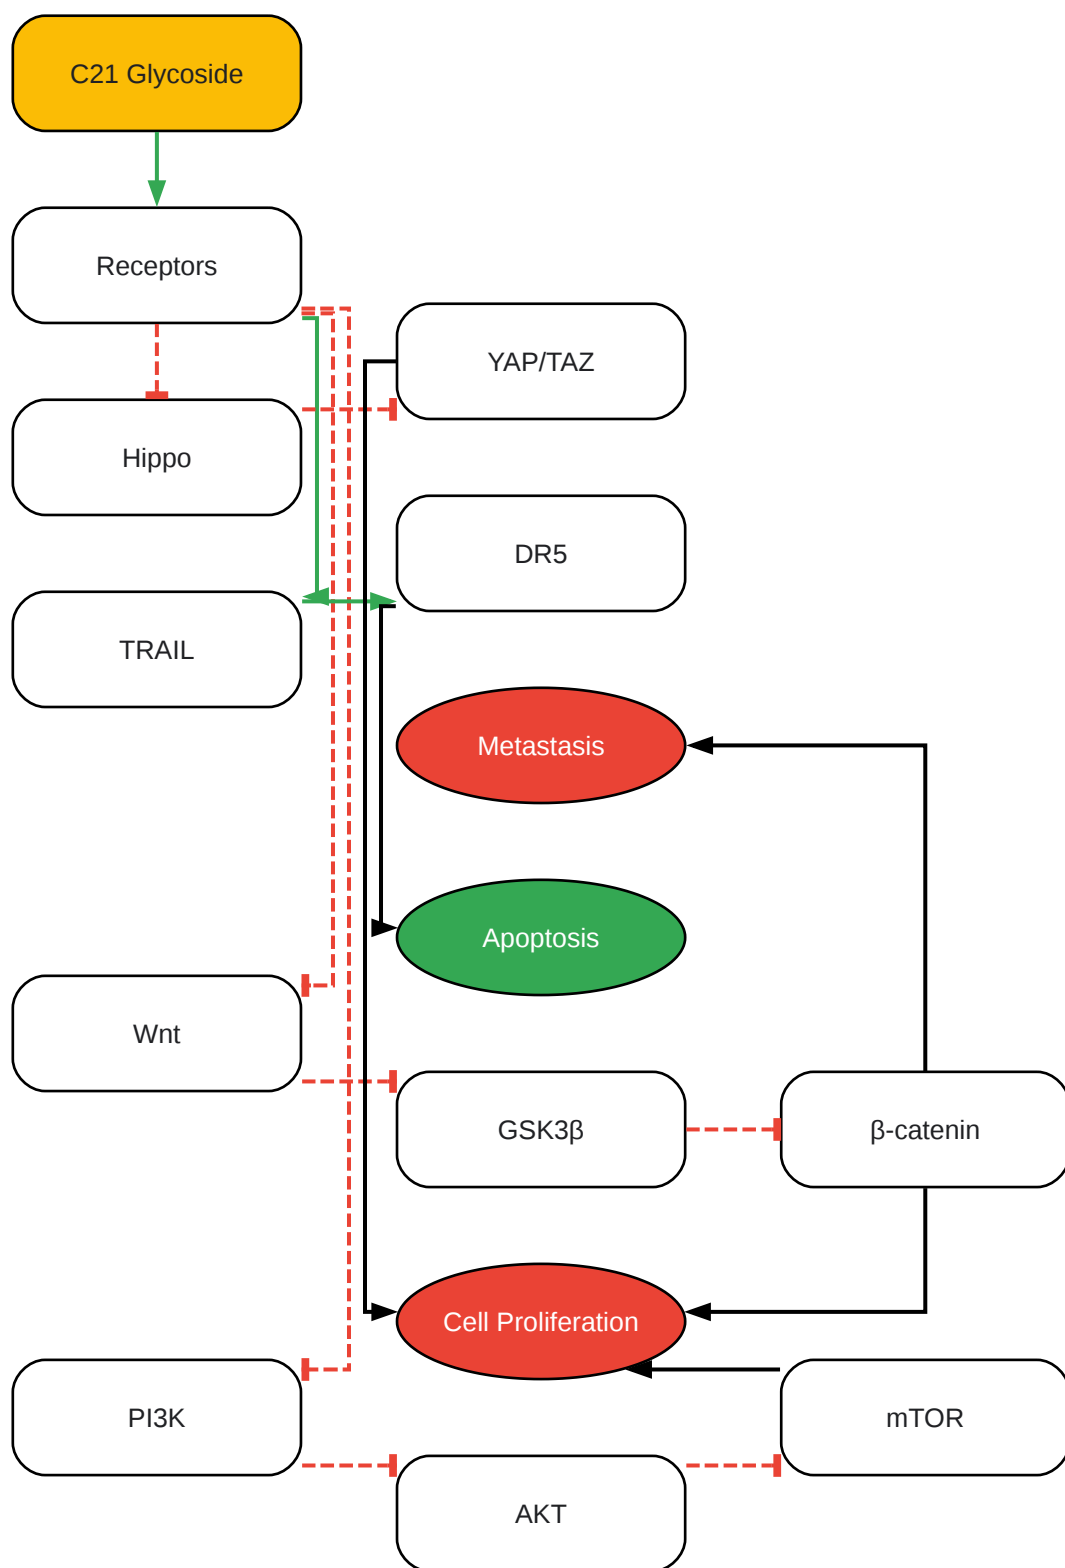 C21 Glycoside
Receptors
YAP/TAZ
Hippo
DR5
TRAIL
Metastasis
Apoptosis
Wnt
GSK3β
β-catenin
Cell Proliferation
PI3K
mTOR
AKT